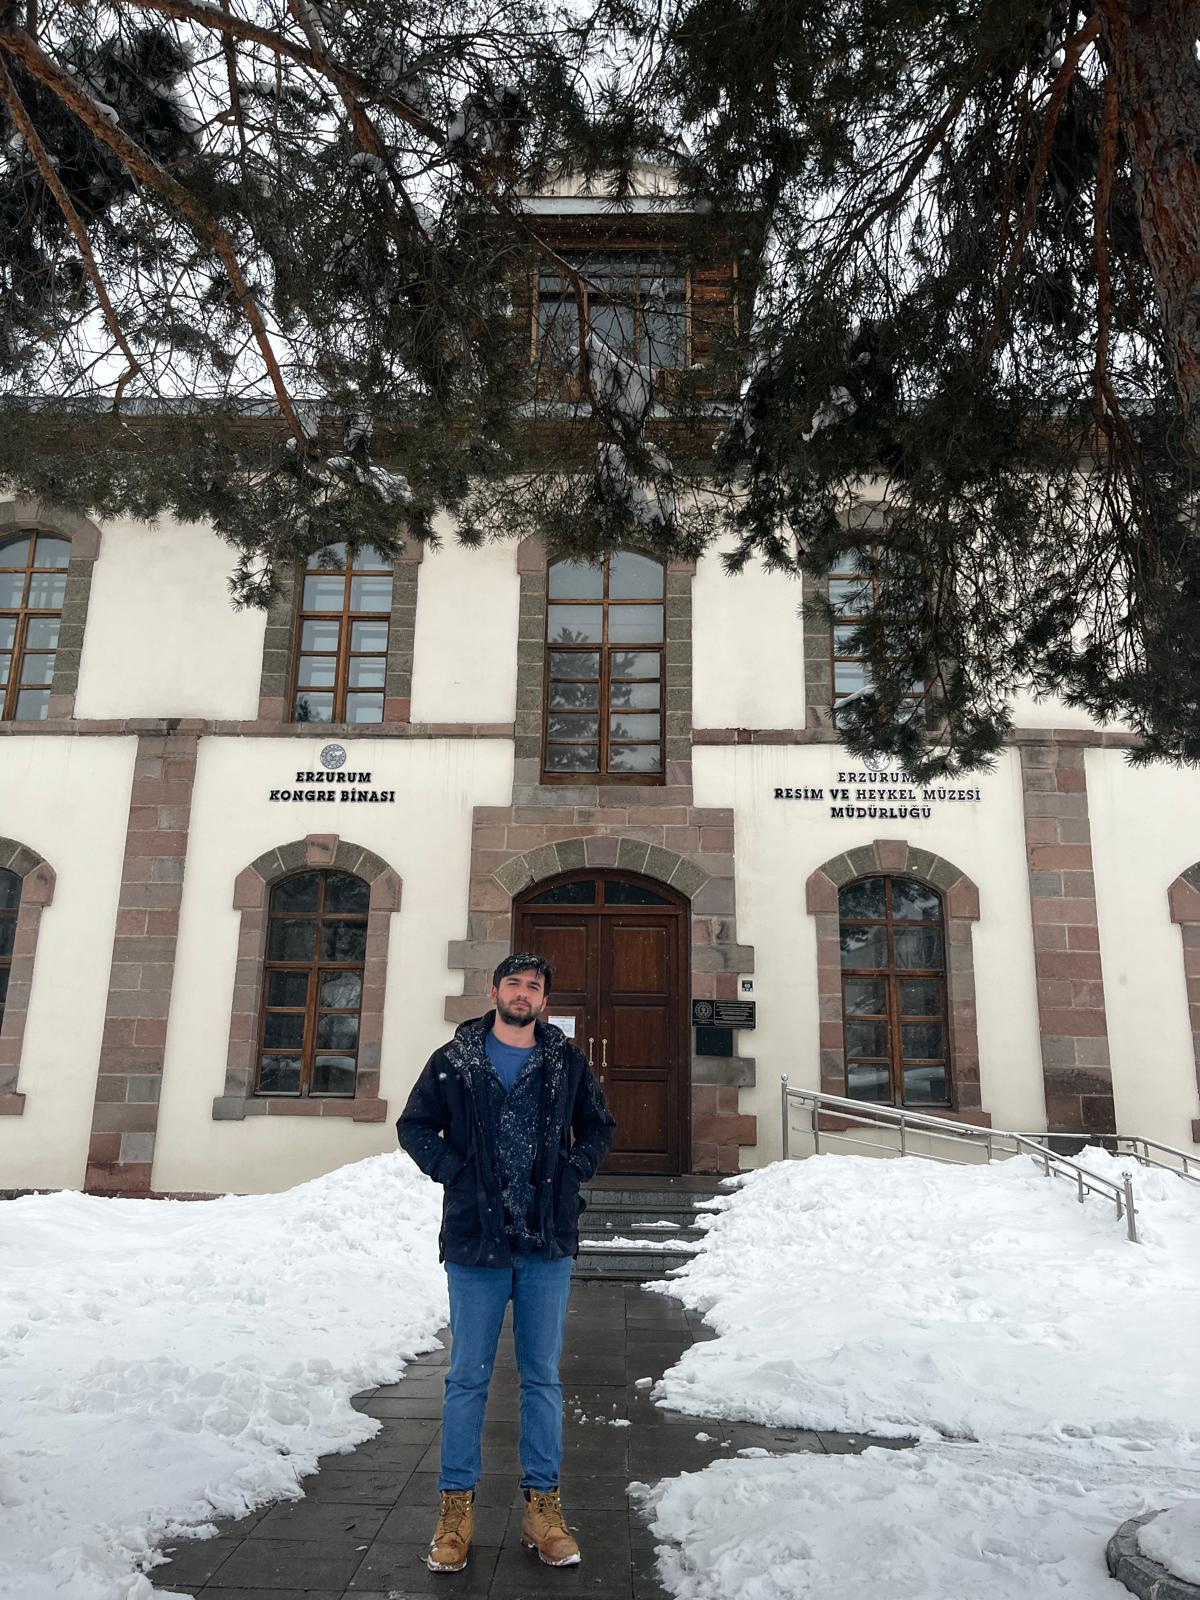 ERZURUM
KONGRE BİNASI
ERZURUM
RESİM VE HEYKEL MÜZESİ
MÜDÜRLÜĞÜ